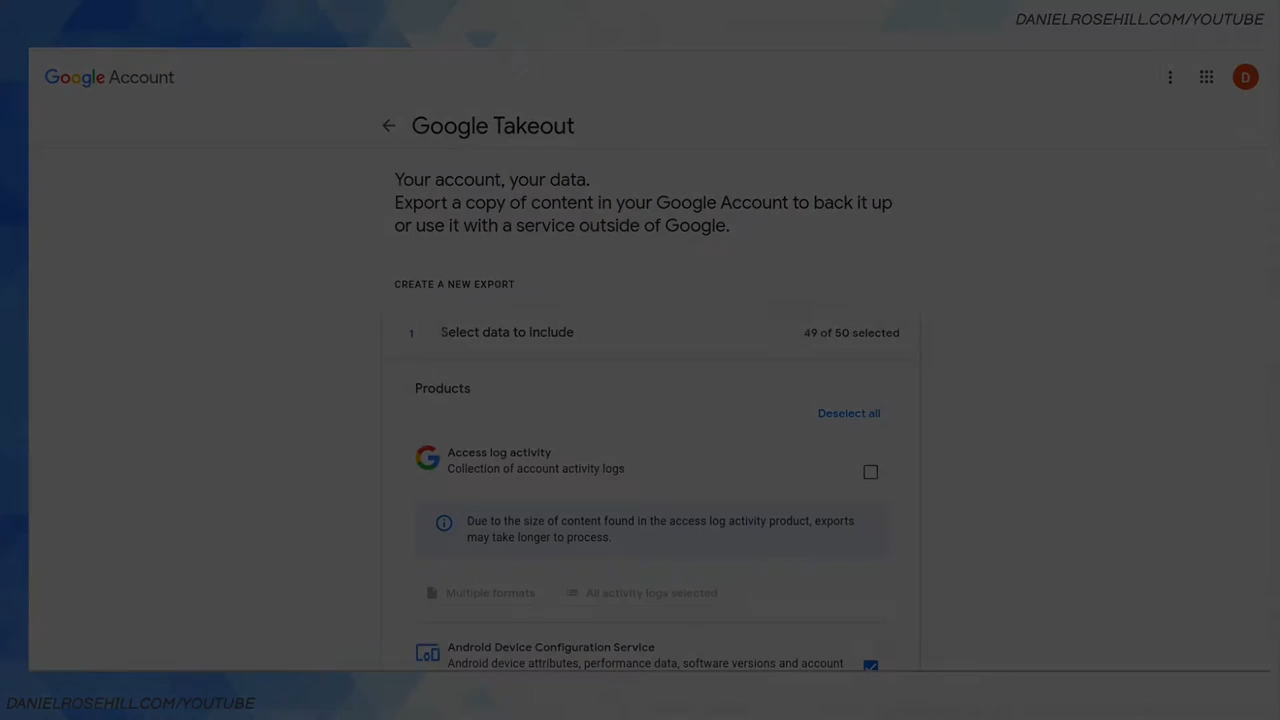 DANIELROSEHILL.COM/YOUTUBE
Google Account
D
Google Takeout
Your account, your data.
Export a copy of content in your Google Account to back it up
or use it with a service outside of Google.
CREATE A NEW EXPORT
1 Select data to include 49 of 50 selected
Products
Deselect all
Access log activity
Collection of account activity logs
Due to the size of content found in the access log activity product, exports
may take longer to process.
Multiple formats All activity logs selected
Android Device Configuration Service
Android device attributes, performance data, software versions and account
DANIELROSEHILL.COM/YOUTUBE